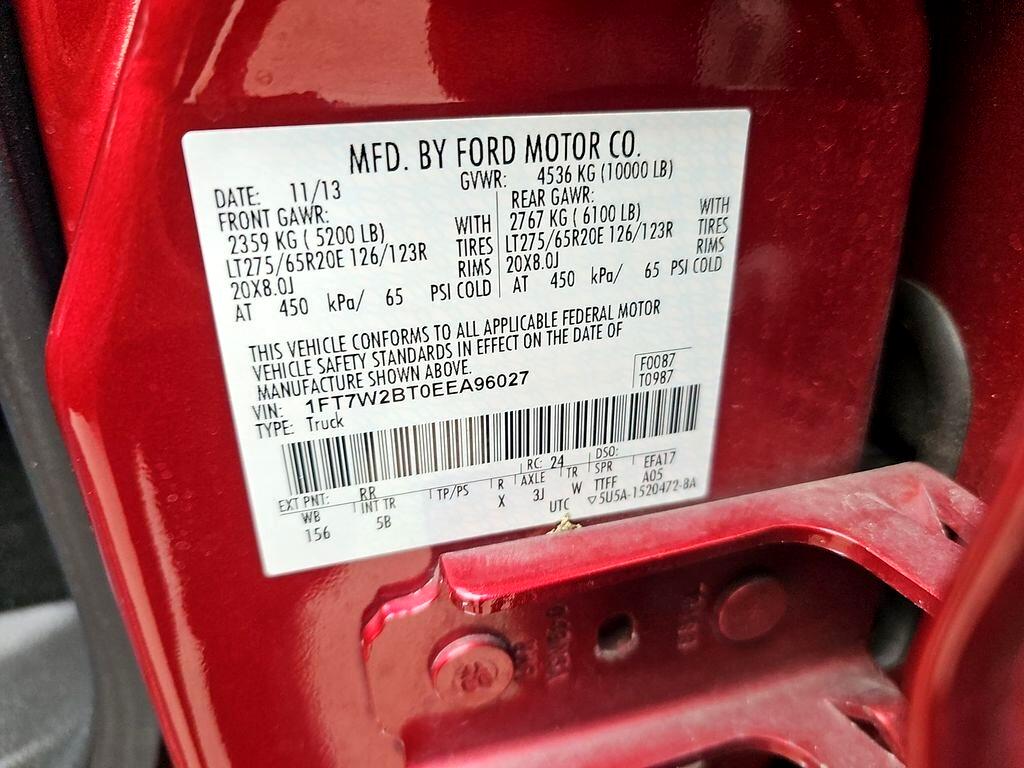 MFD. BY FORD MOTOR CO.
DATE: 11/13 GVWR: 4536 KG (10000 LB)
FRONT GAWR: REAR GAWR:
2359 KG ( 5200 LB) WITH 2767 KG ( 6100 LB) WITH
LT275/65R20E 126/123R TIRES LT275/65R20E 126/123R TIRES
20X8.0J RIMS 20X8.0J RIMS
AT 450 kPa/ 65 PSI COLD AT 450 kPa/ 65 PSI COLD
THIS VEHICLE CONFORMS TO ALL APPLICABLE FEDERAL MOTOR
VEHICLE SAFETY STANDARDS IN EFFECT ON THE DATE OF
MANUFACTURE SHOWN ABOVE.
F0087
VIN: 1FT7W2BT0EEA96027 T0987
TYPE: Truck
EXT PNT: RR RC: 24 DSO:
WB INT TR TP/PS R AXLE TR SPR EFA17
156 5B X 3J W TTFF A05
UTC ▽5U5A-1520472-BA